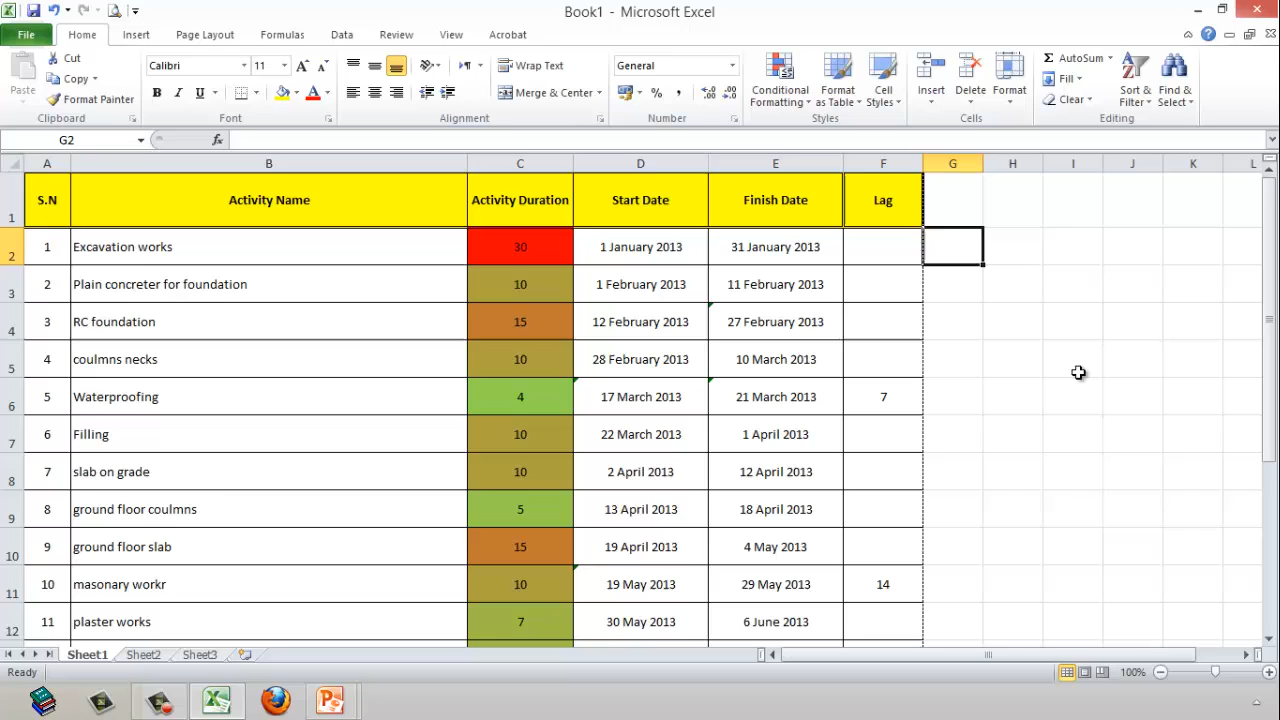 Book1 - Microsoft Excel
File Home Insert Page Layout Formulas Data Review View Acrobat
Paste Cut Copy Format Painter Clipboard
Calibri 11 B I U A A A Font
Wrap Text Merge & Center Alignment
General % , Number
Conditional Formatting Format as Table Cell Styles Styles
Insert Delete Format Cells
Σ AutoSum Fill Clear Sort & Filter Find & Select Editing
G2 fx
A B C D E F G H I J K L
1 S.N Activity Name Activity Duration Start Date Finish Date Lag
2 1 Excavation works 30 1 January 2013 31 January 2013
3 2 Plain concreter for foundation 10 1 February 2013 11 February 2013
4 3 RC foundation 15 12 February 2013 27 February 2013
5 4 coulmns necks 10 28 February 2013 10 March 2013
6 5 Waterproofing 4 17 March 2013 21 March 2013 7
7 6 Filling 10 22 March 2013 1 April 2013
8 7 slab on grade 10 2 April 2013 12 April 2013
9 8 ground floor coulmns 5 13 April 2013 18 April 2013
10 9 ground floor slab 15 19 April 2013 4 May 2013
11 10 masonary workr 10 19 May 2013 29 May 2013 14
12 11 plaster works 7 30 May 2013 6 June 2013
Sheet1 Sheet2 Sheet3
Ready 100%